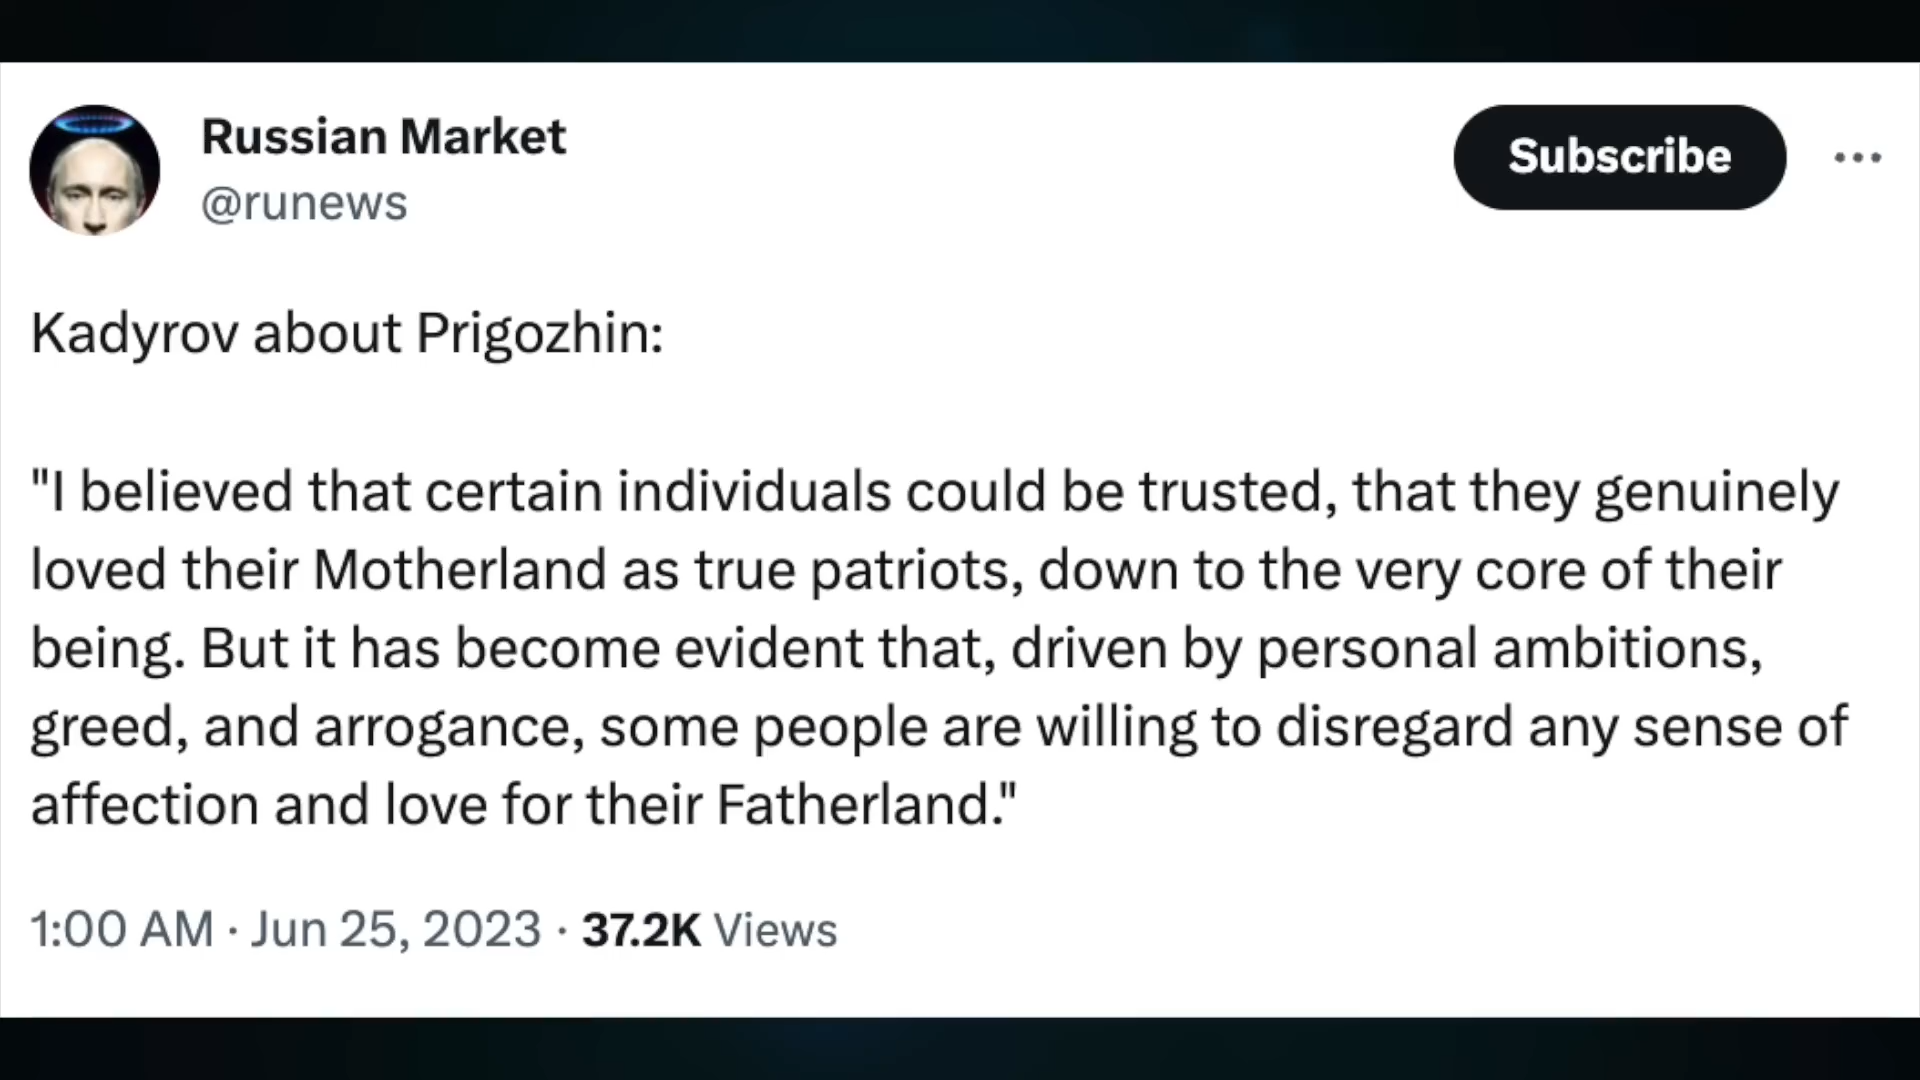 Russian Market
@runews
Subscribe
Kadyrov about Prigozhin:
"I believed that certain individuals could be trusted, that they genuinely
loved their Motherland as true patriots, down to the very core of their
being. But it has become evident that, driven by personal ambitions,
greed, and arrogance, some people are willing to disregard any sense of
affection and love for their Fatherland."
1:00 AM · Jun 25, 2023 · 37.2K Views